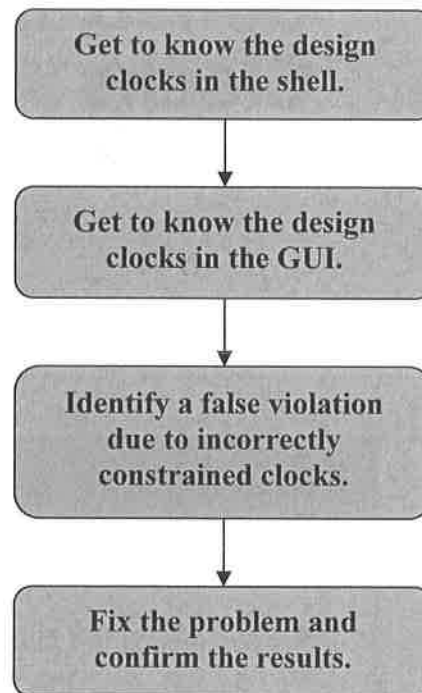 Get to know the design
clocks in the shell.
Get to know the design
clocks in the GUI.
Identify a false violation
due to incorrectly
constrained clocks.
Fix the problem and
confirm the results.